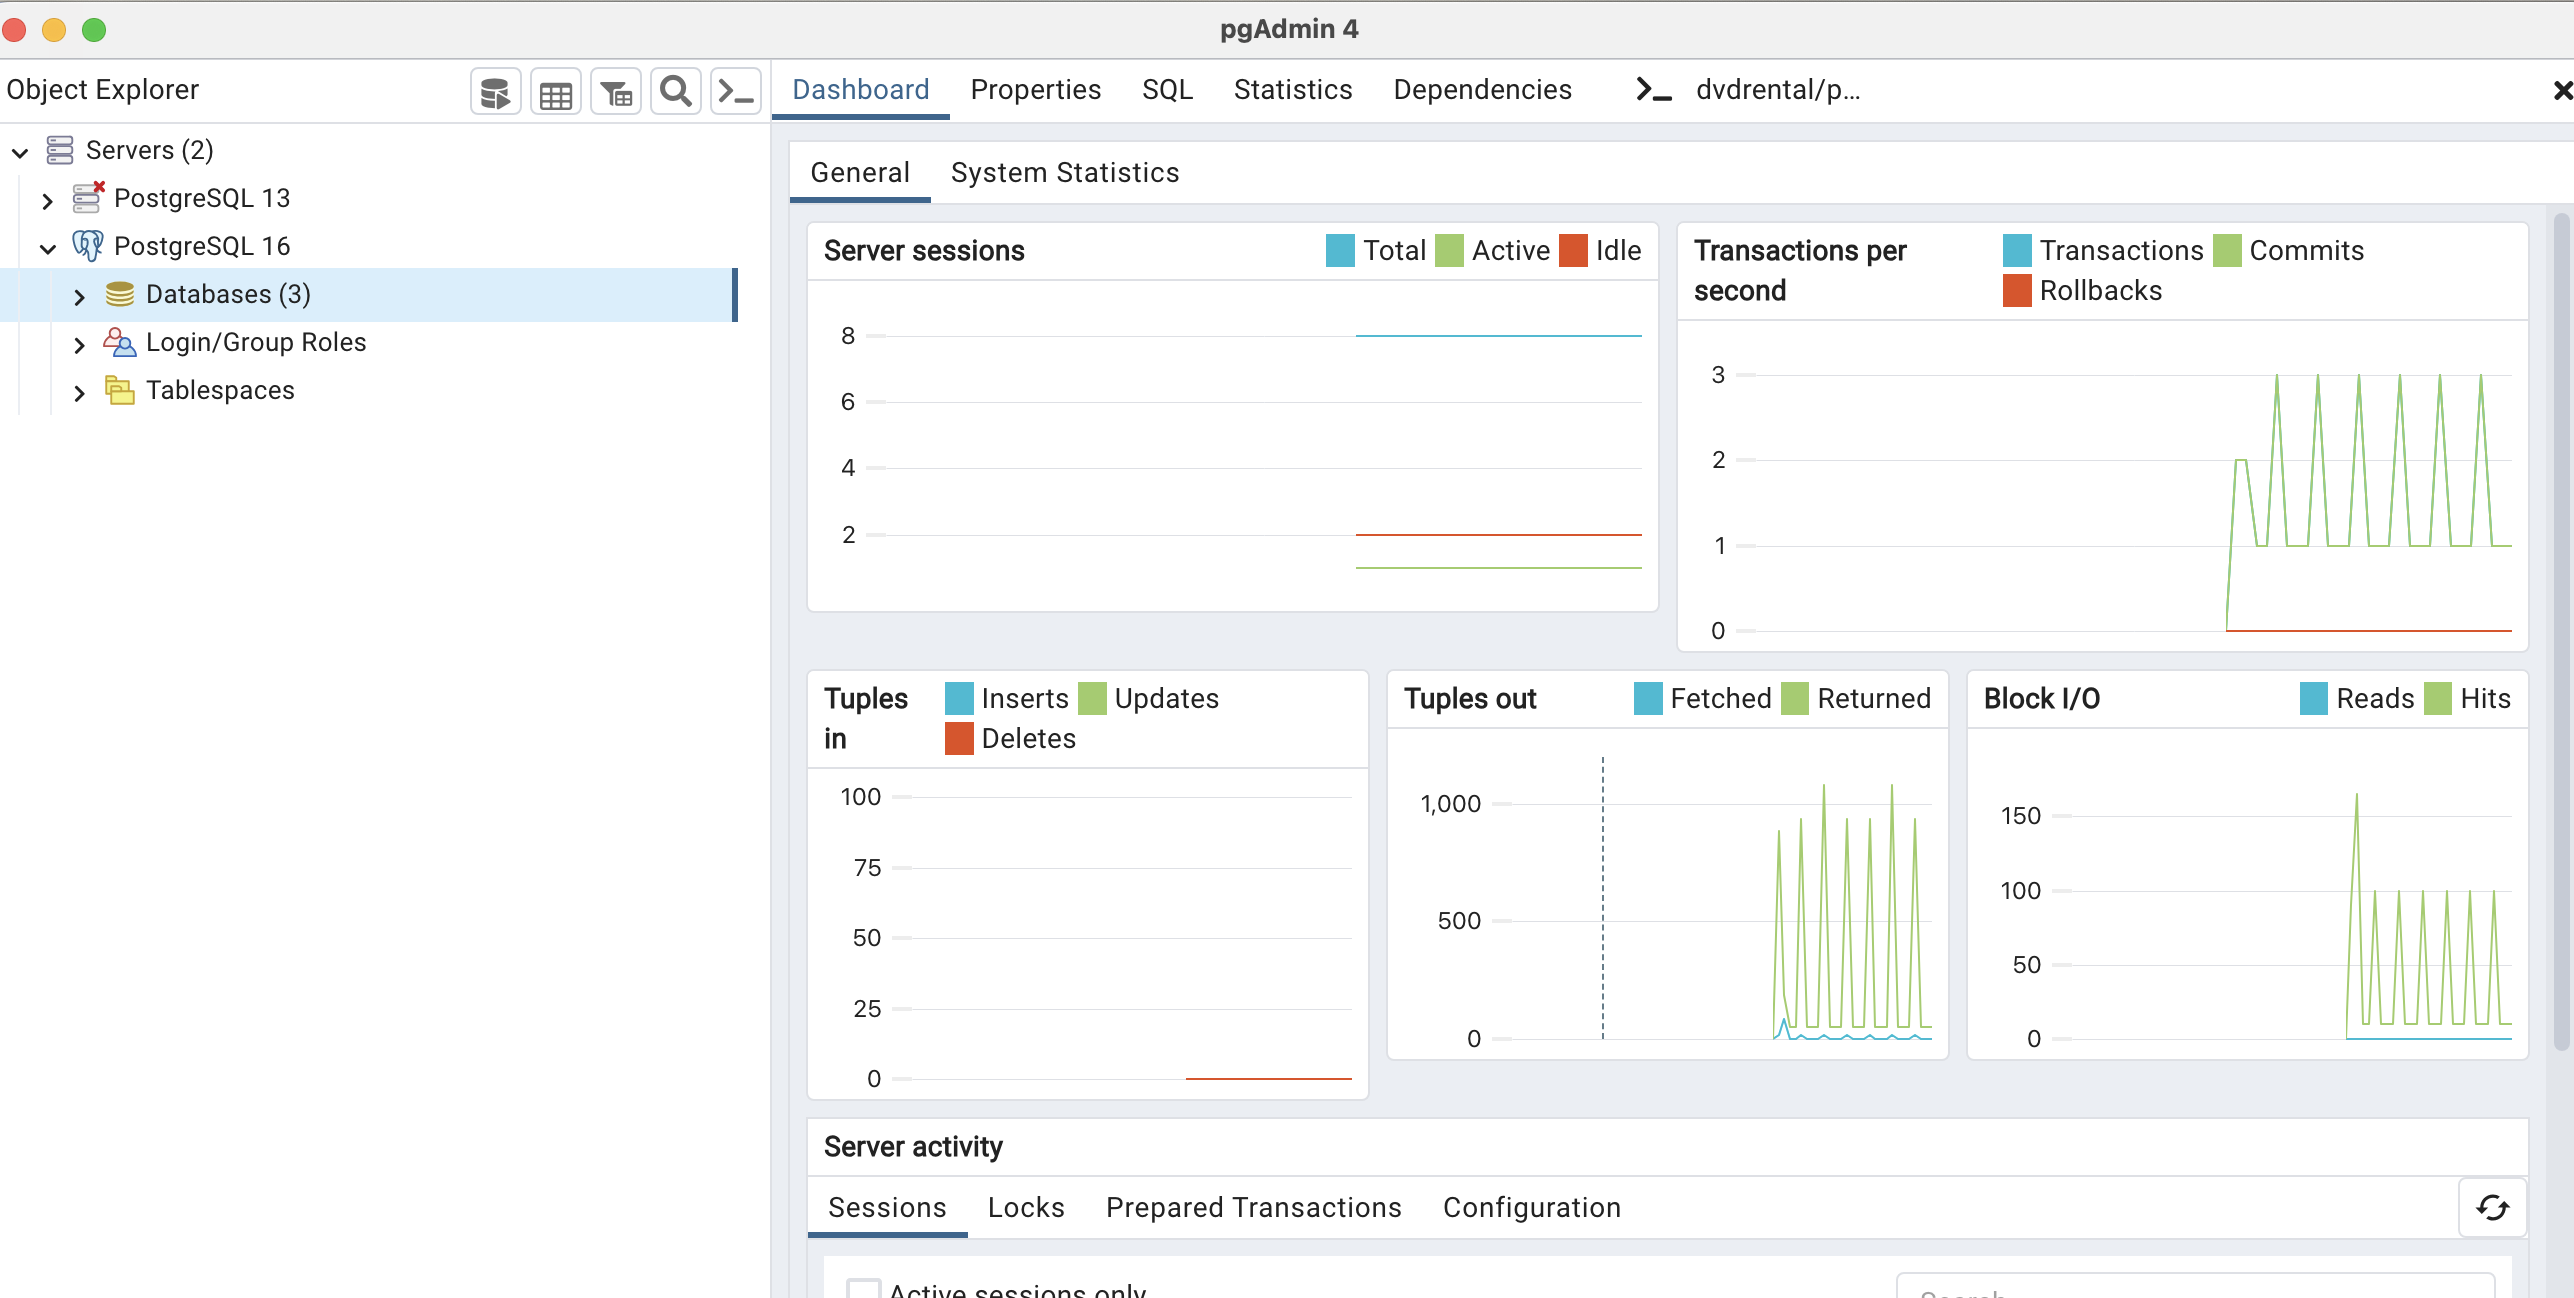 pgAdmin 4
Object Explorer
Dashboard Properties SQL Statistics Dependencies dvdrental/p...
Servers (2)
PostgreSQL 13
PostgreSQL 16
Databases (3)
Login/Group Roles
Tablespaces
General System Statistics
Server sessions Total Active Idle
8
6
4
2
Transactions per second Transactions Commits
Rollbacks
3
2
1
0
Tuples in Inserts Updates
Deletes
100
75
50
25
0
Tuples out Fetched Returned
1,000
500
0
Block I/O Reads Hits
150
100
50
0
Server activity
Sessions Locks Prepared Transactions Configuration
Active sessions only
Search